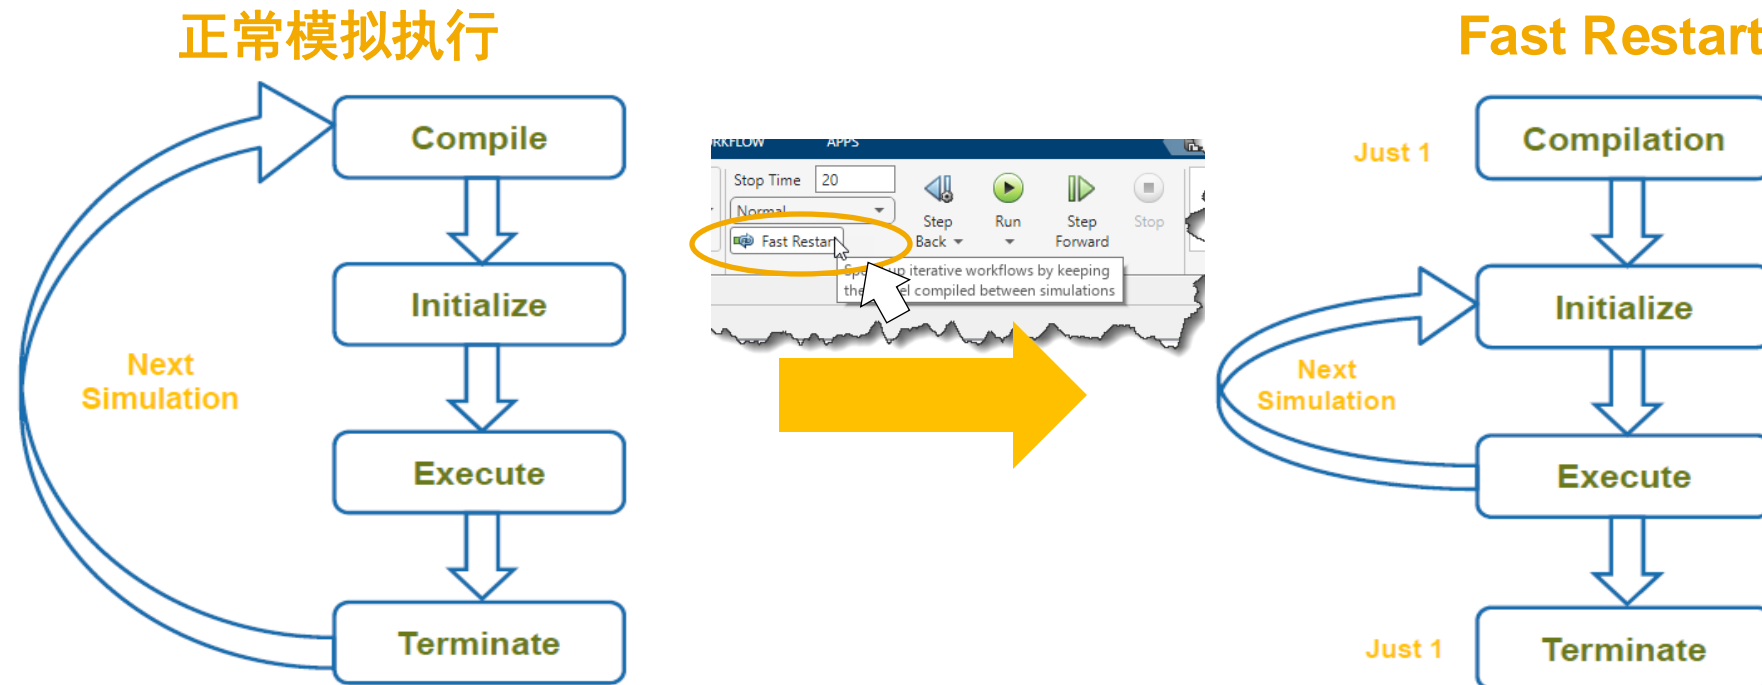 正常模拟执行
Compile
Initialize
Execute
Terminate
Next
Simulation
APPS
Stop Time 20
Normal
Fast Restart
Step
Back
Run
Step
Forward
Stop
up iterative workflows by keeping
compiled between simulations
Fast Restart
Just 1
Compilation
Initialize
Next
Simulation
Execute
Just 1
Terminate